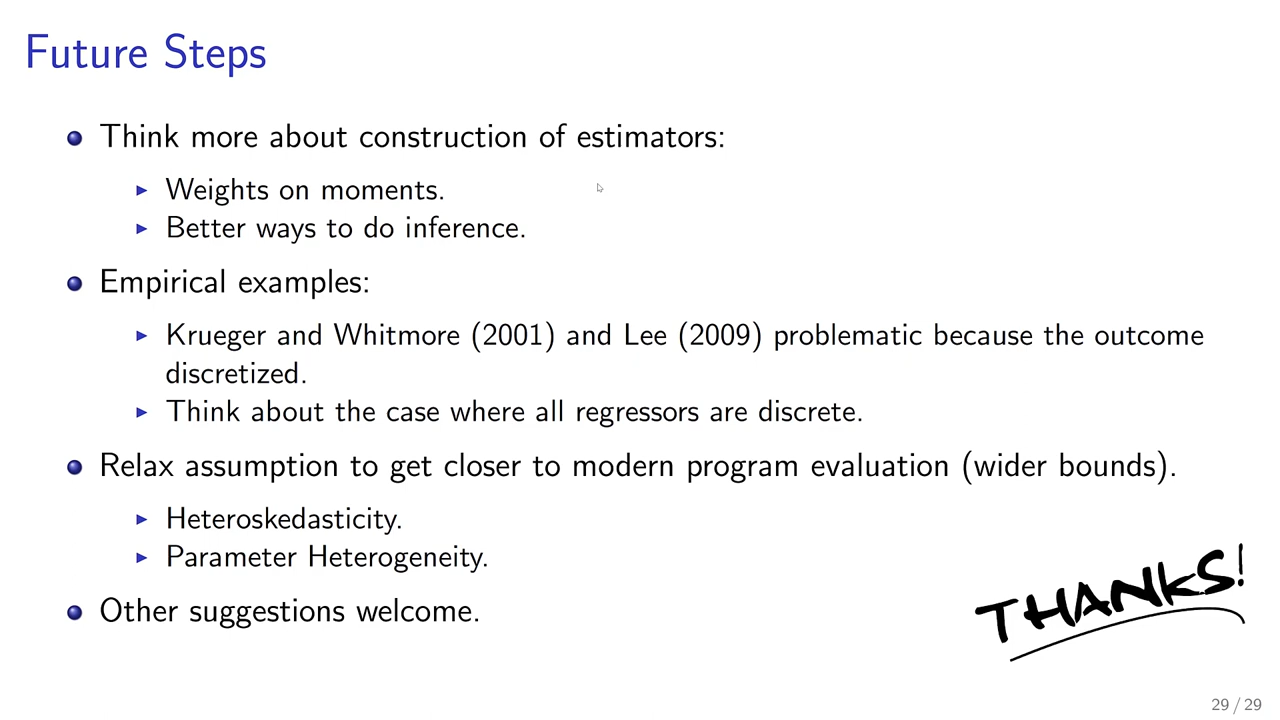 Future Steps
Think more about construction of estimators:
Weights on moments.
Better ways to do inference.
Empirical examples:
Krueger and Whitmore (2001) and Lee (2009) problematic because the outcome
discretized.
Think about the case where all regressors are discrete.
Relax assumption to get closer to modern program evaluation (wider bounds).
Heteroskedasticity.
Parameter Heterogeneity.
Other suggestions welcome.
THANKS!
29 / 29